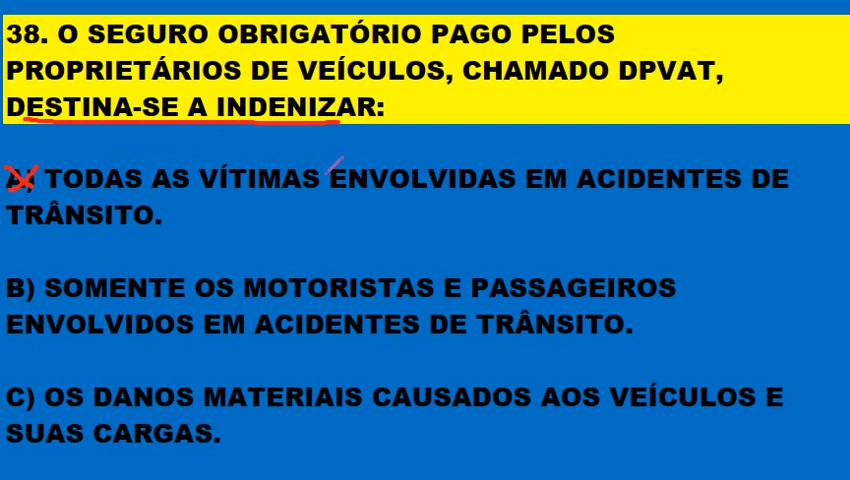 38. O SEGURO OBRIGATÓRIO PAGO PELOS
PROPRIETÁRIOS DE VEÍCULOS, CHAMADO DPVAT,
DESTINA-SE A INDENIZAR:
A) TODAS AS VÍTIMAS ENVOLVIDAS EM ACIDENTES DE
TRÂNSITO.
B) SOMENTE OS MOTORISTAS E PASSAGEIROS
ENVOLVIDOS EM ACIDENTES DE TRÂNSITO.
C) OS DANOS MATERIAIS CAUSADOS AOS VEÍCULOS E
SUAS CARGAS.